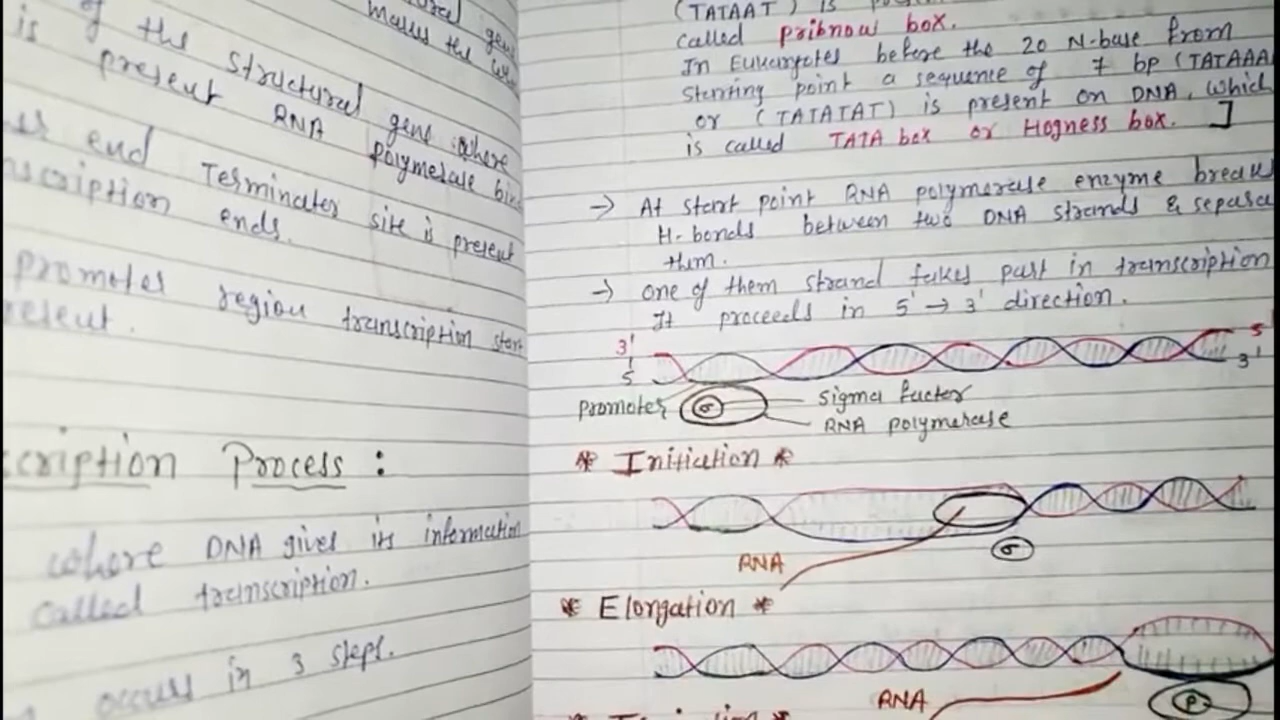 of the structural gene where
is present RNA polymerase
end Terminator site is present
ends.
promoter region transcription start
Process :
where DNA gives its information
called transcription.
occurs in 3 steps.
(TATAAT) is
called pribnow box.
In Eukaryotes before the 20 N-base from
Starting point a sequence of 7 bp (TATAAA
or (TATATAT) is present on DNA, which
is called TATA box or Hogness box. ]
→ At start point RNA polymerase enzyme break
H-bonds between two DNA strands & separa
them.
→ one of them strand takes part in transcription
It proceeds in 5' → 3' direction.
3'
5'
5
3'
promoter
σ
sigma factor
RNA polymerase
* Initiation *
RNA
σ
* Elongation *
RNA
P